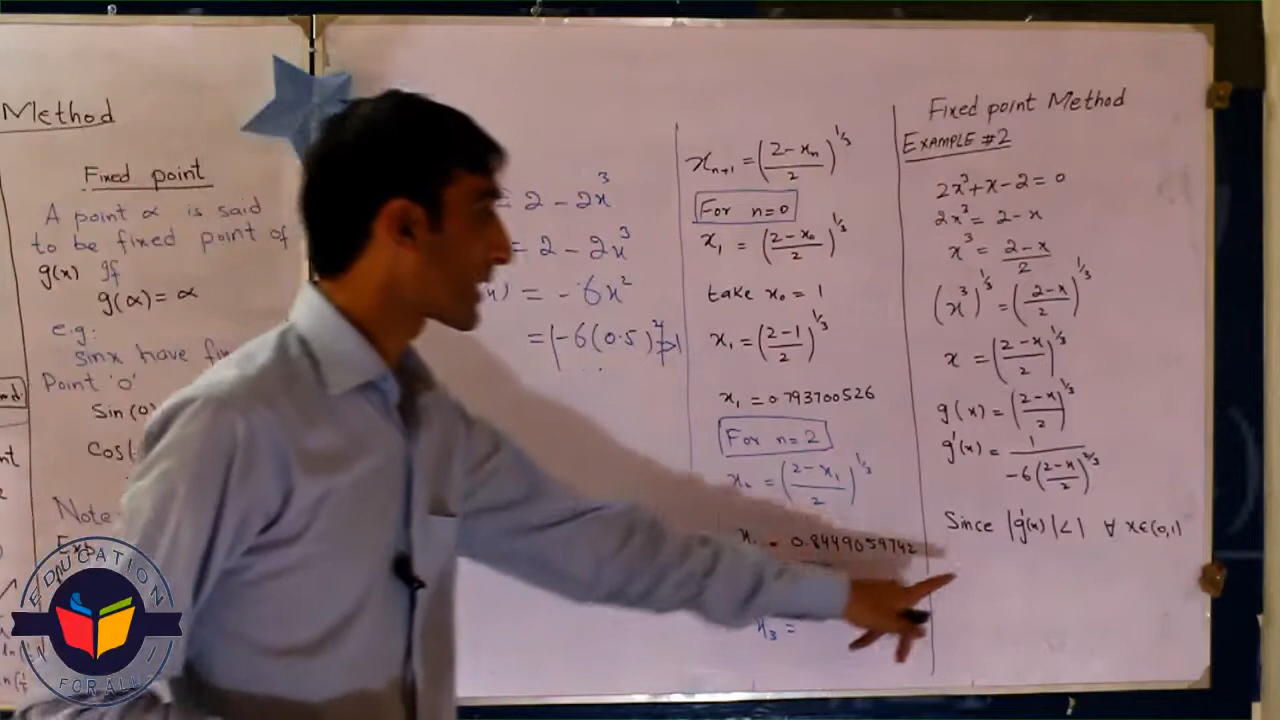 Method
Fixed point
A point α is said
to be fixed point of
g(x) If
g(α) = α
e.g:
Sinx have
Point '0'
Sin(0)
Cos(
Note
= 2 - 2x³
= 2 - 2x³
= -6x²
= |-6(0.5)²|>1
xₙ₊₁ = ((2-xₙ)/2)^(1/3)
For n=0
x₁ = ((2-x₀)/2)^(1/3)
take x₀ = 1
x₁ = ((2-1)/2)^(1/3)
x₁ = 0.793700526
For n=2
x₂ = ((2-x₁)/2)^(1/3)
= 0.8449059742
x₃ =
Fixed point Method
EXAMPLE #2
2x³+x-2=0
2x³ = 2-x
x³ = (2-x)/2
(x³)^(1/3) = ((2-x)/2)^(1/3)
x = ((2-x)/2)^(1/3)
g(x) = ((2-x)/2)^(1/3)
g'(x) = 1/(-6((2-x)/2)^(2/3))
Since |g'(x)|<1 ∀ x∈(0,1)
EDUCATION
FOR ALL